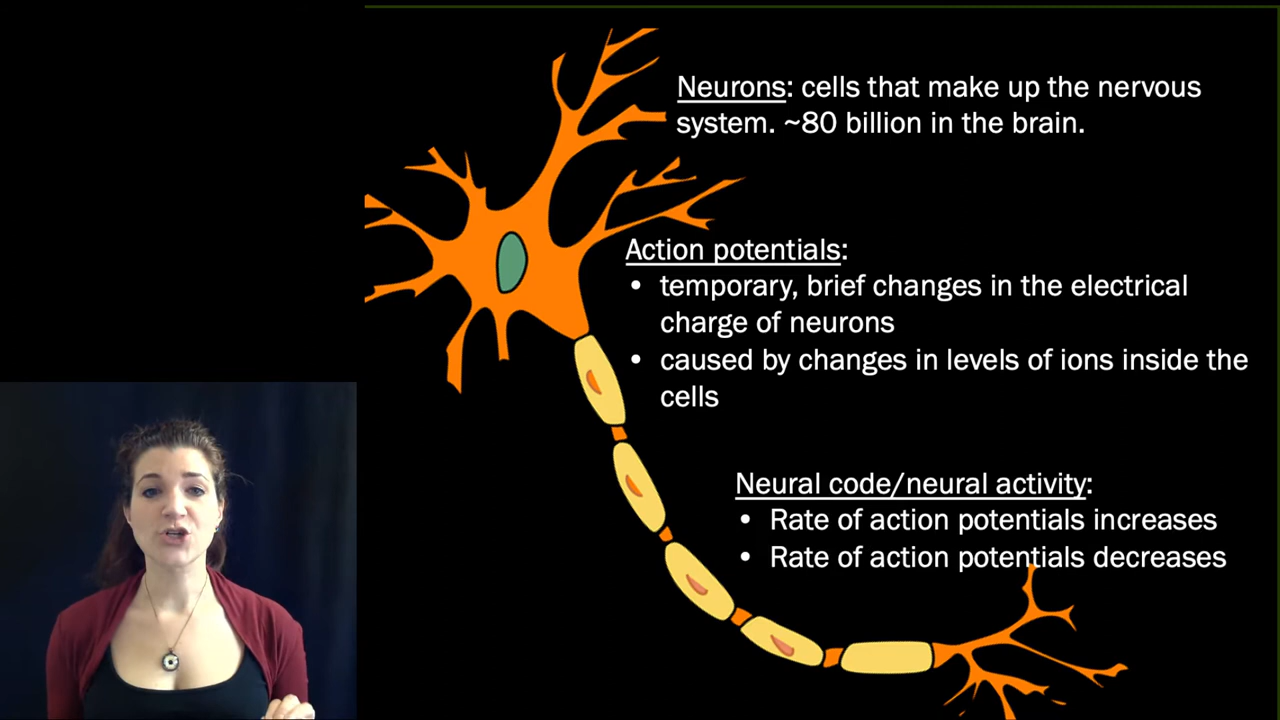 Neurons: cells that make up the nervous
system. ~80 billion in the brain.
Action potentials:
• temporary, brief changes in the electrical
charge of neurons
• caused by changes in levels of ions inside the
cells
Neural code/neural activity:
• Rate of action potentials increases
• Rate of action potentials decreases